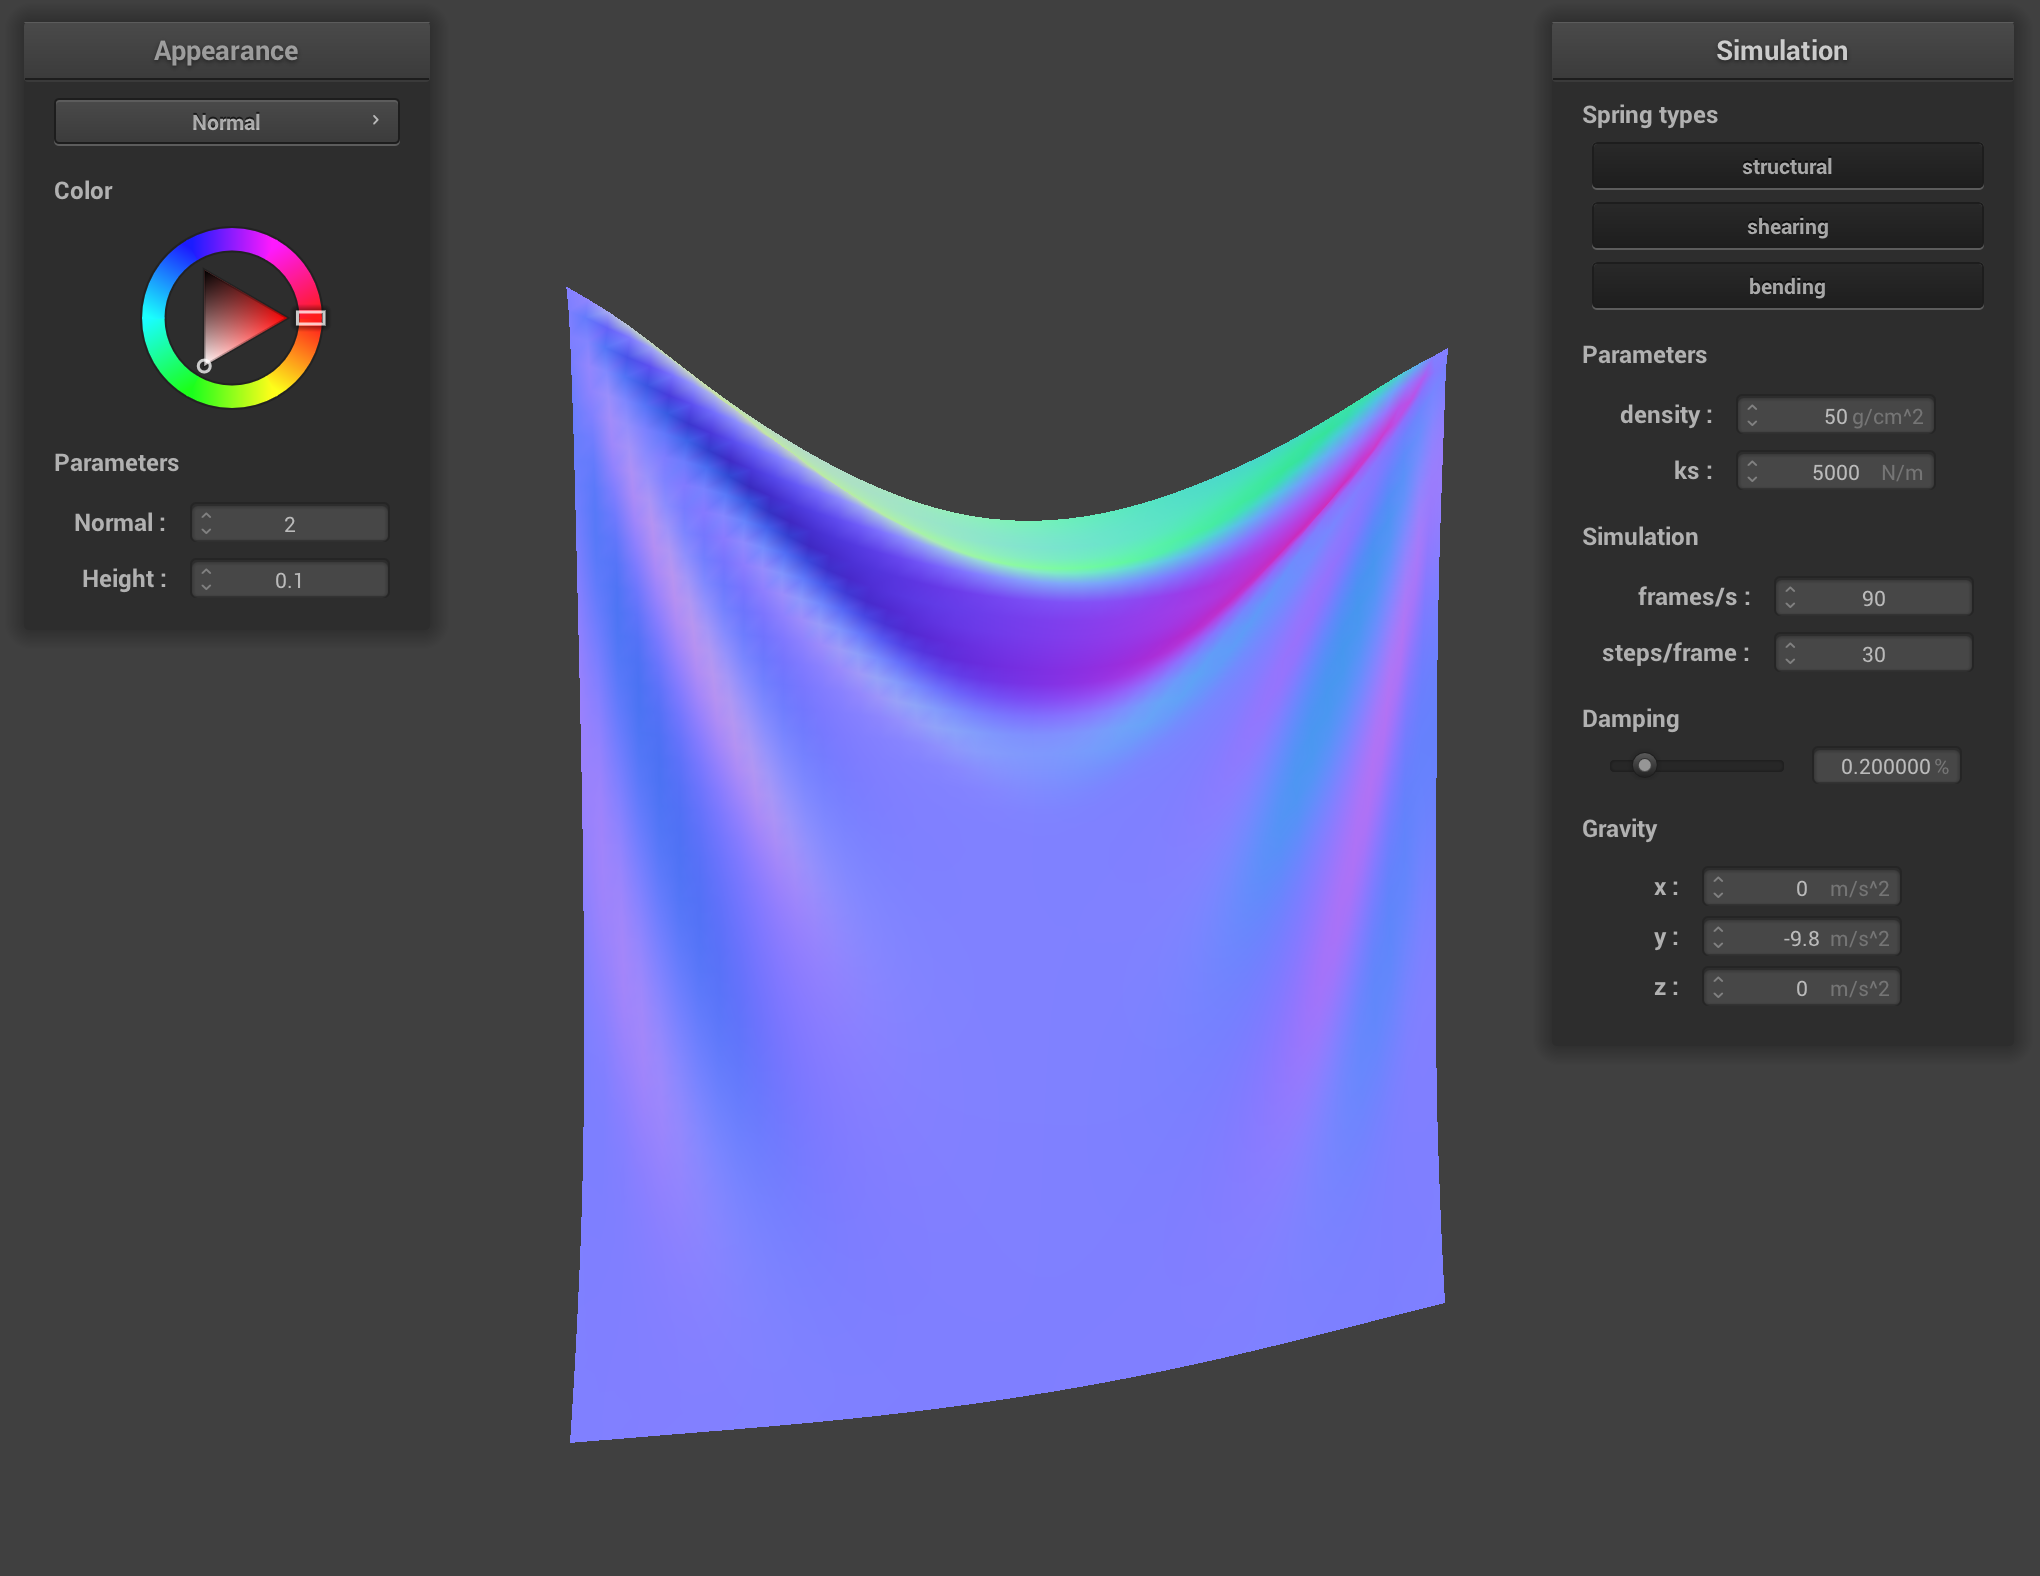 Appearance
Normal
Color
Parameters
Normal : 2
Height : 0.1
Simulation
Spring types
structural
shearing
bending
Parameters
density : 50 g/cm^2
ks : 5000 N/m
Simulation
frames/s : 90
steps/frame : 30
Damping
0.200000 %
Gravity
x : 0 m/s^2
y : -9.8 m/s^2
z : 0 m/s^2